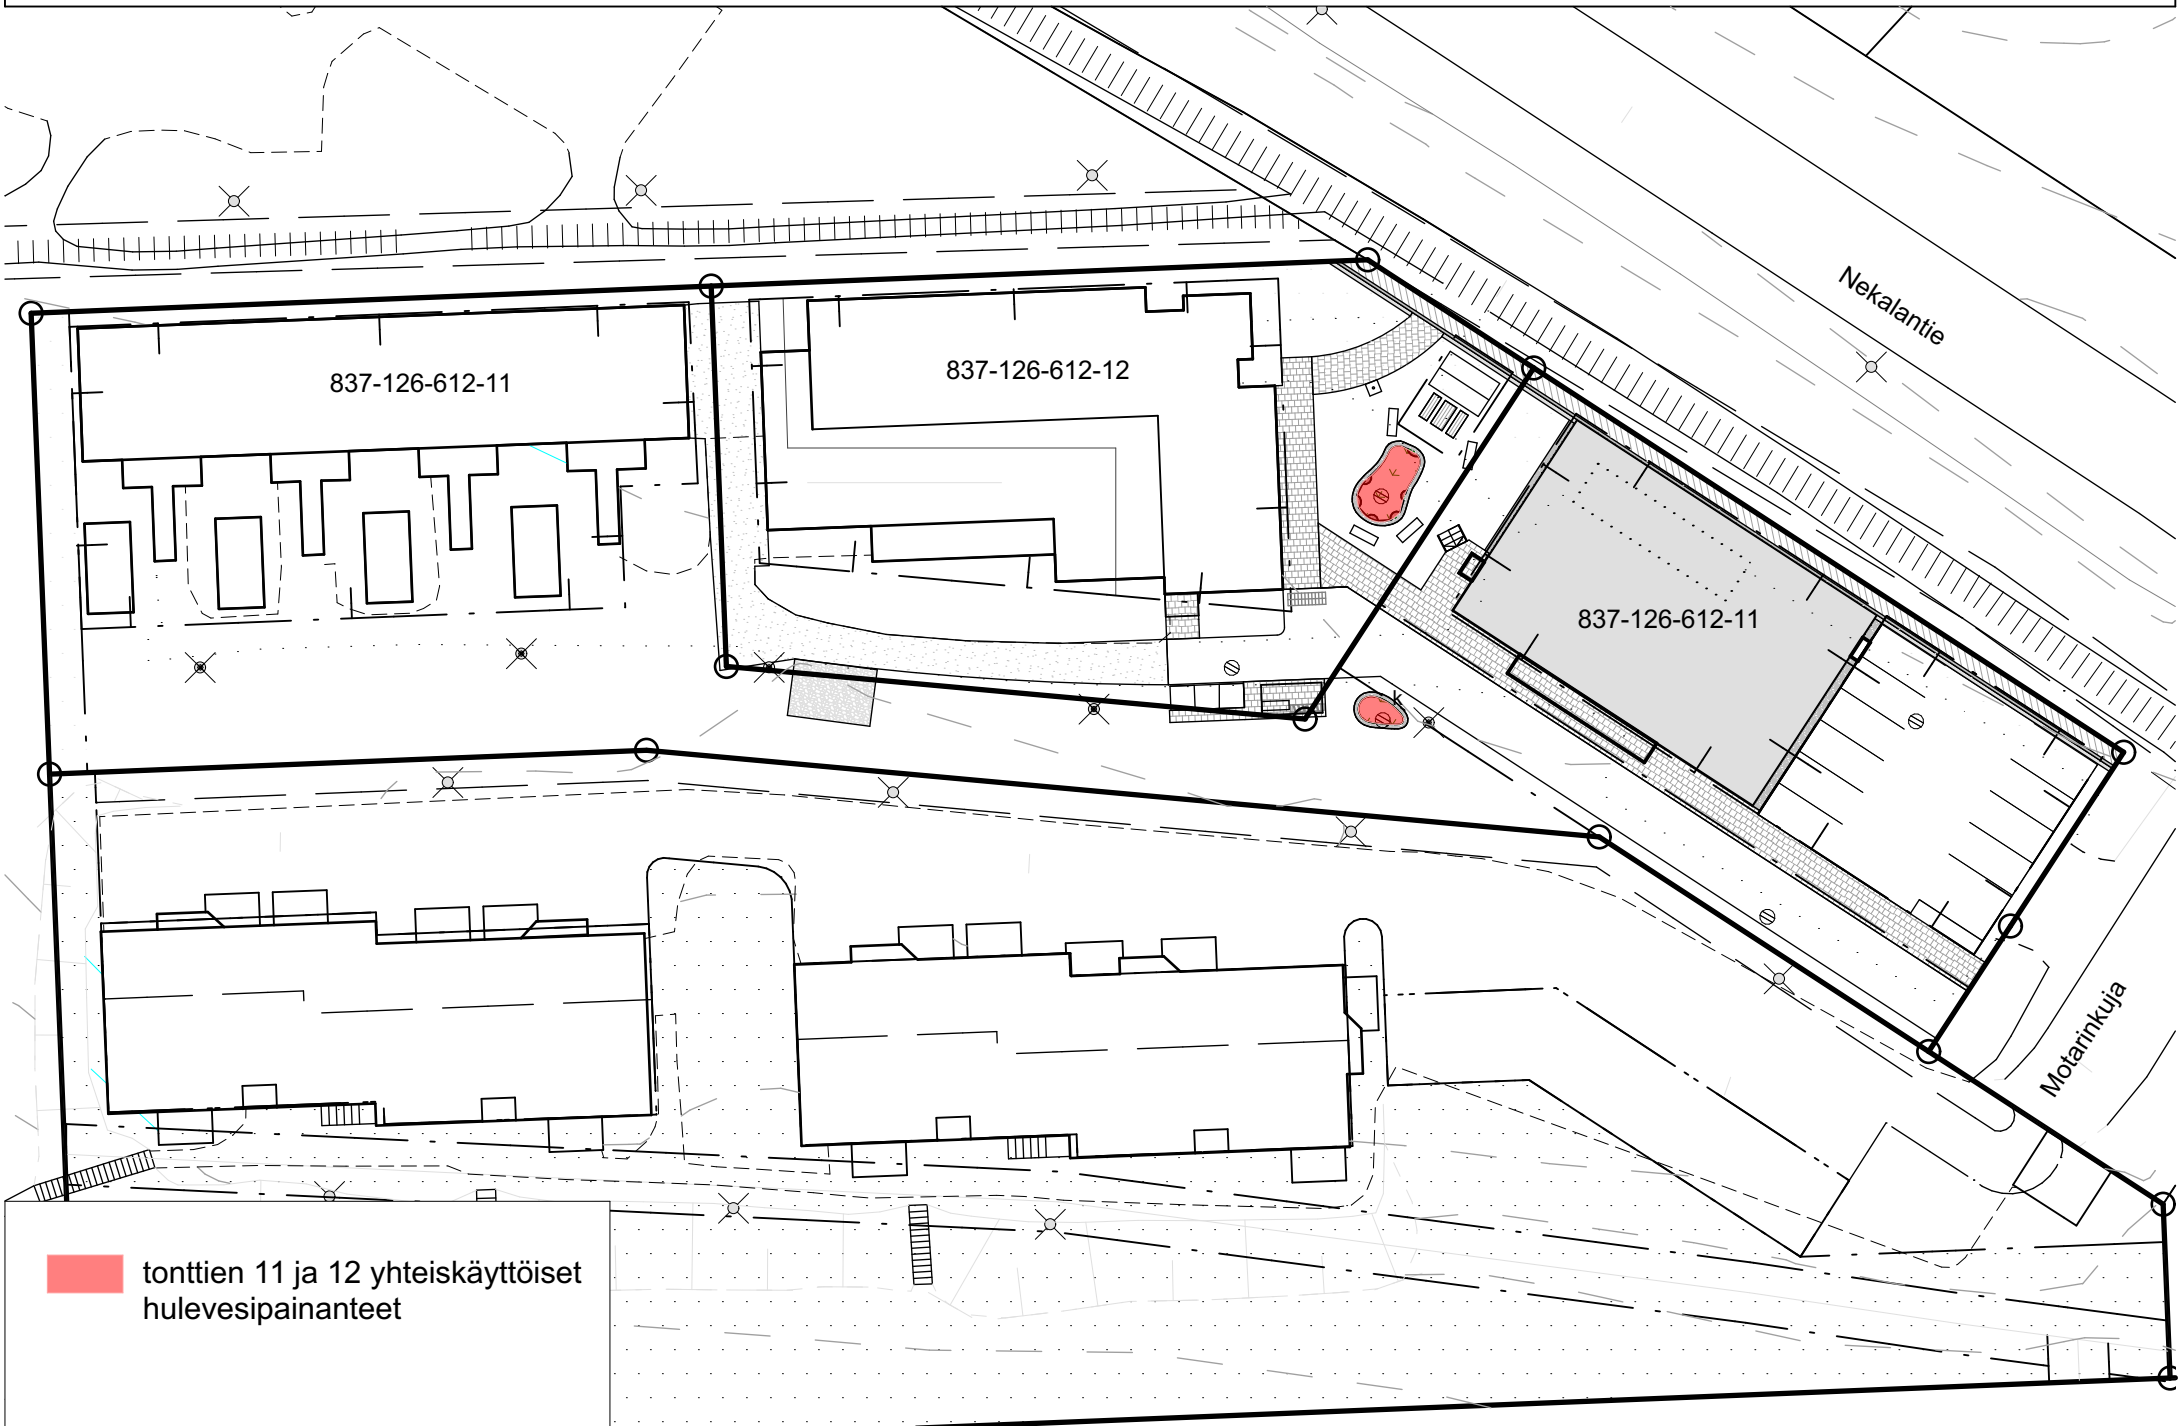 Nekalantie
837-126-612-11
837-126-612-12
837-126-612-11
k
Motarinkuja
tonttien 11 ja 12 yhteiskäyttöiset
hulevesipainanteet